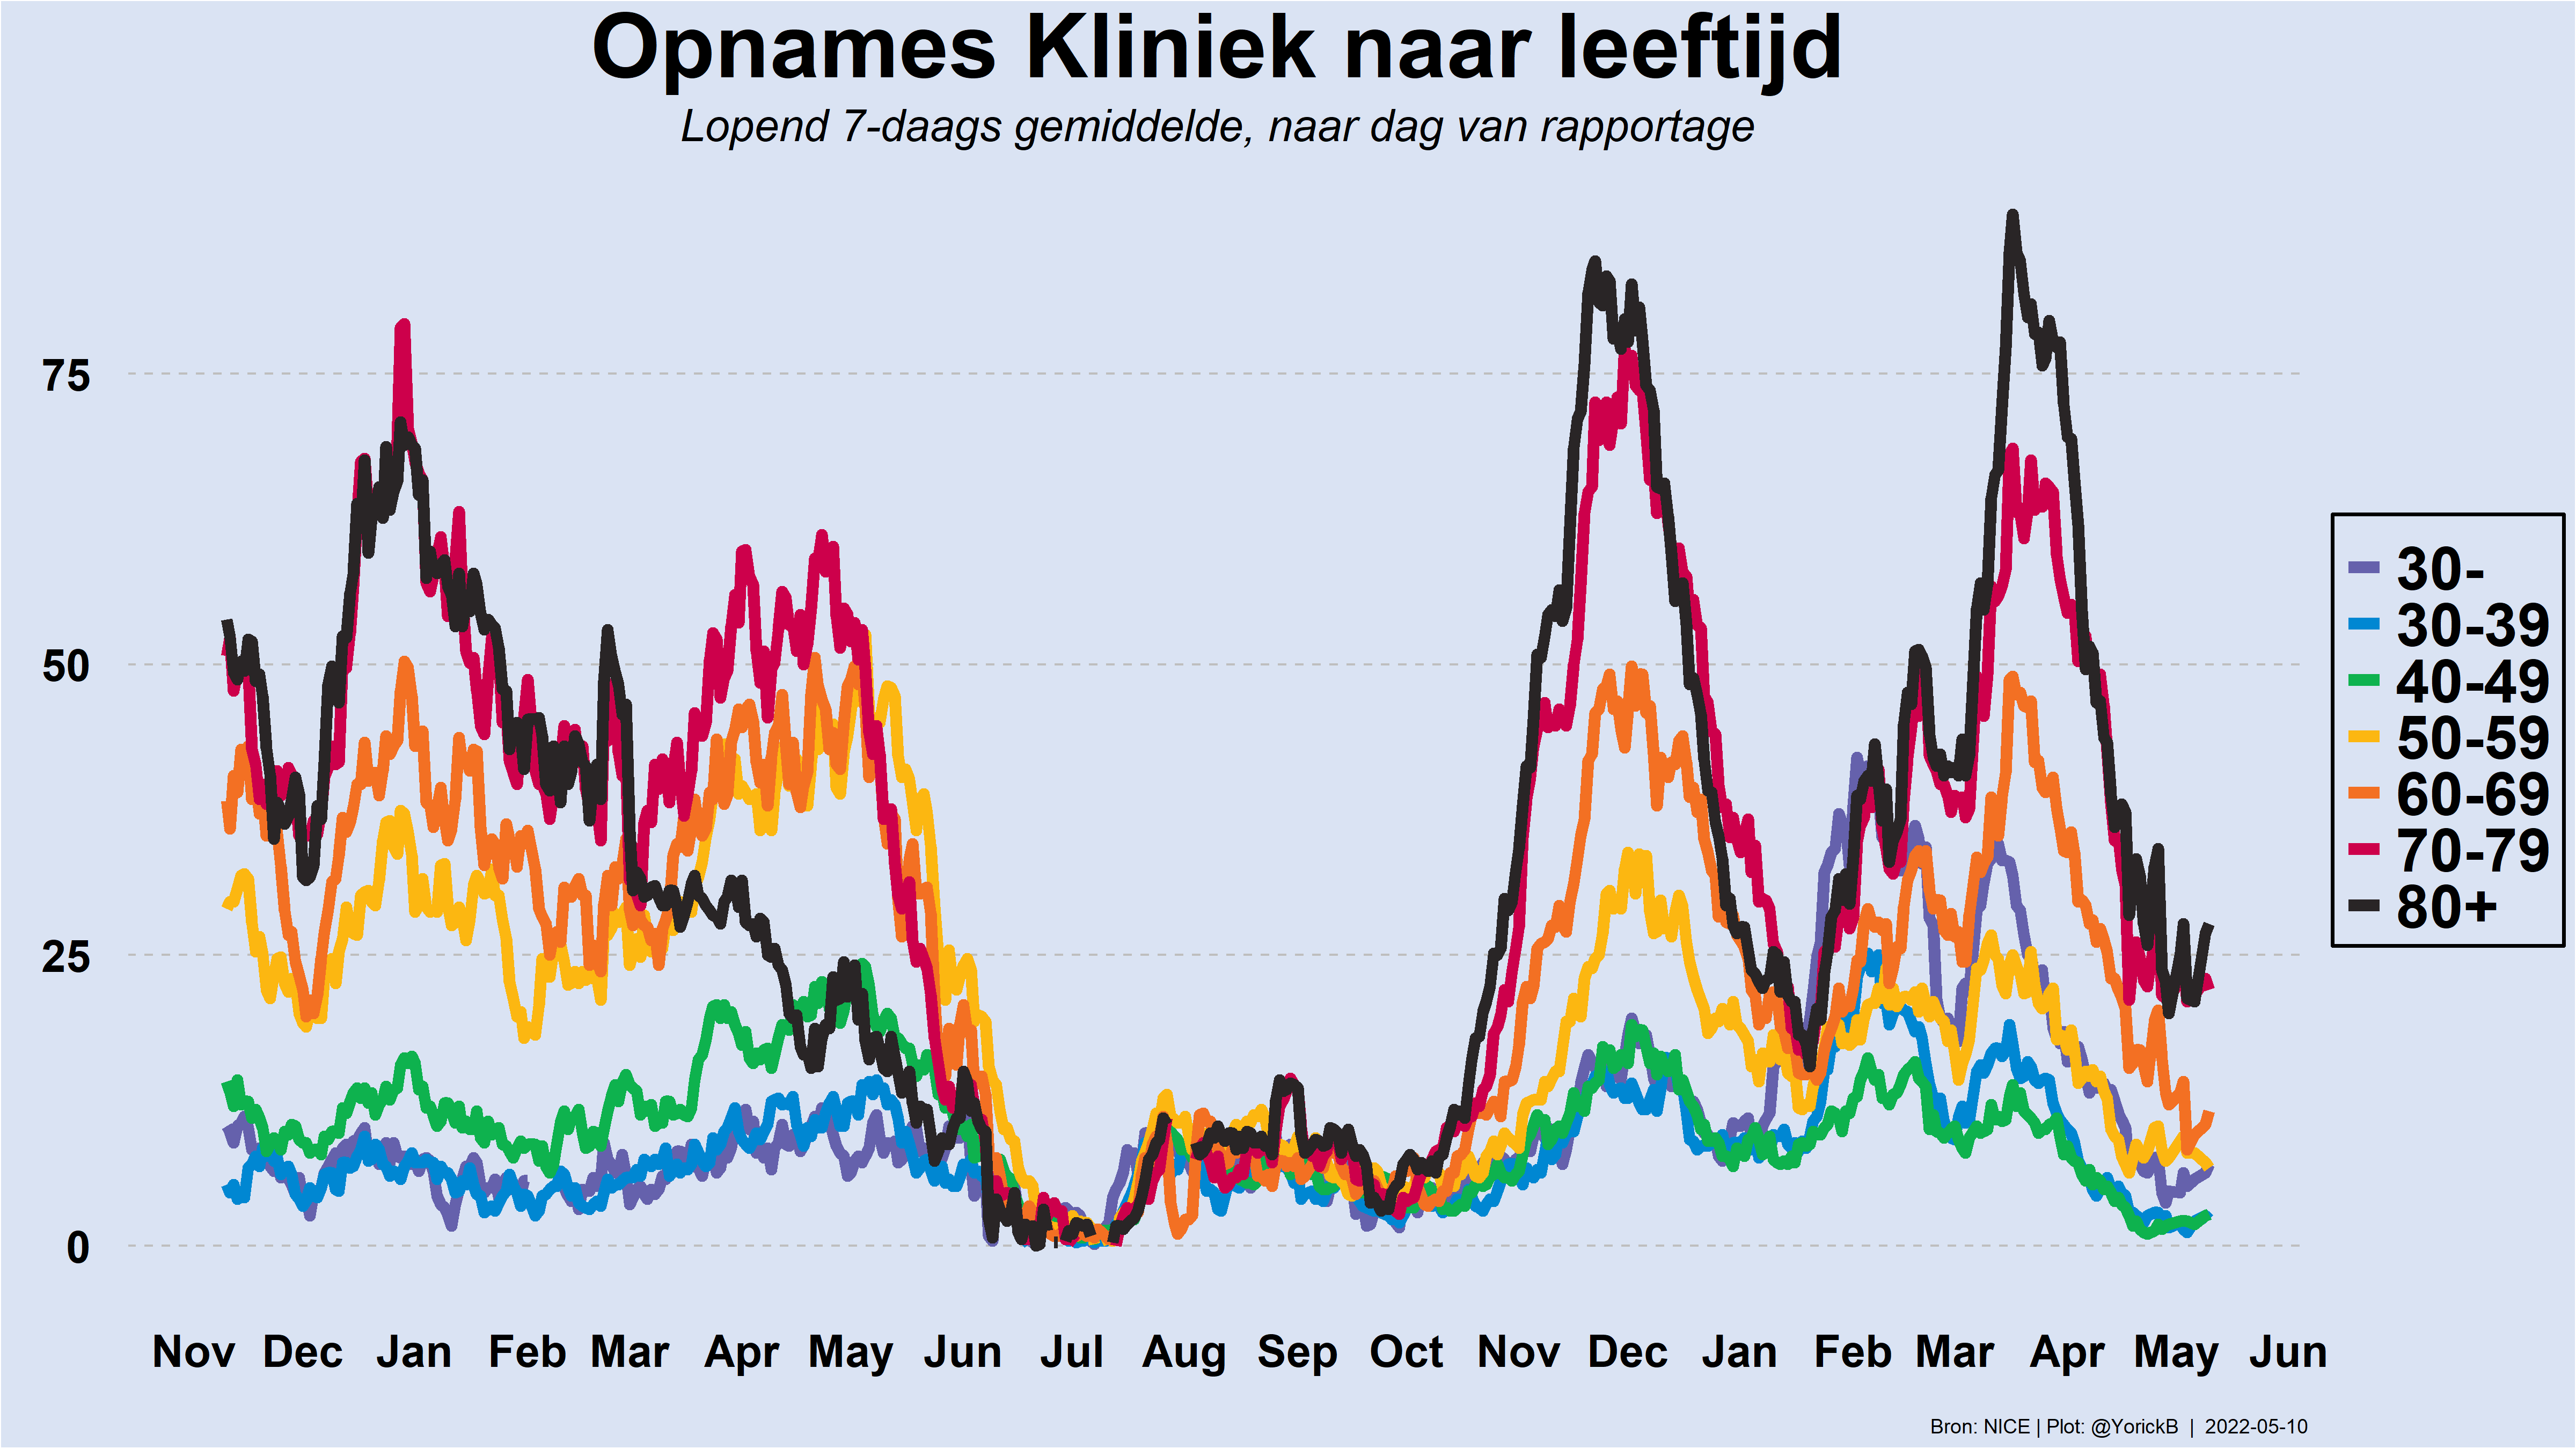 Opnames Kliniek naar leeftijd
Lopend 7-daags gemiddelde, naar dag van rapportage
75
50
25
0
30-
30-39
40-49
50-59
60-69
70-79
80+
Nov Dec Jan Feb Mar Apr May Jun Jul Aug Sep Oct Nov Dec Jan Feb Mar Apr May Jun
Bron: NICE | Plot: @YorickB | 2022-05-10